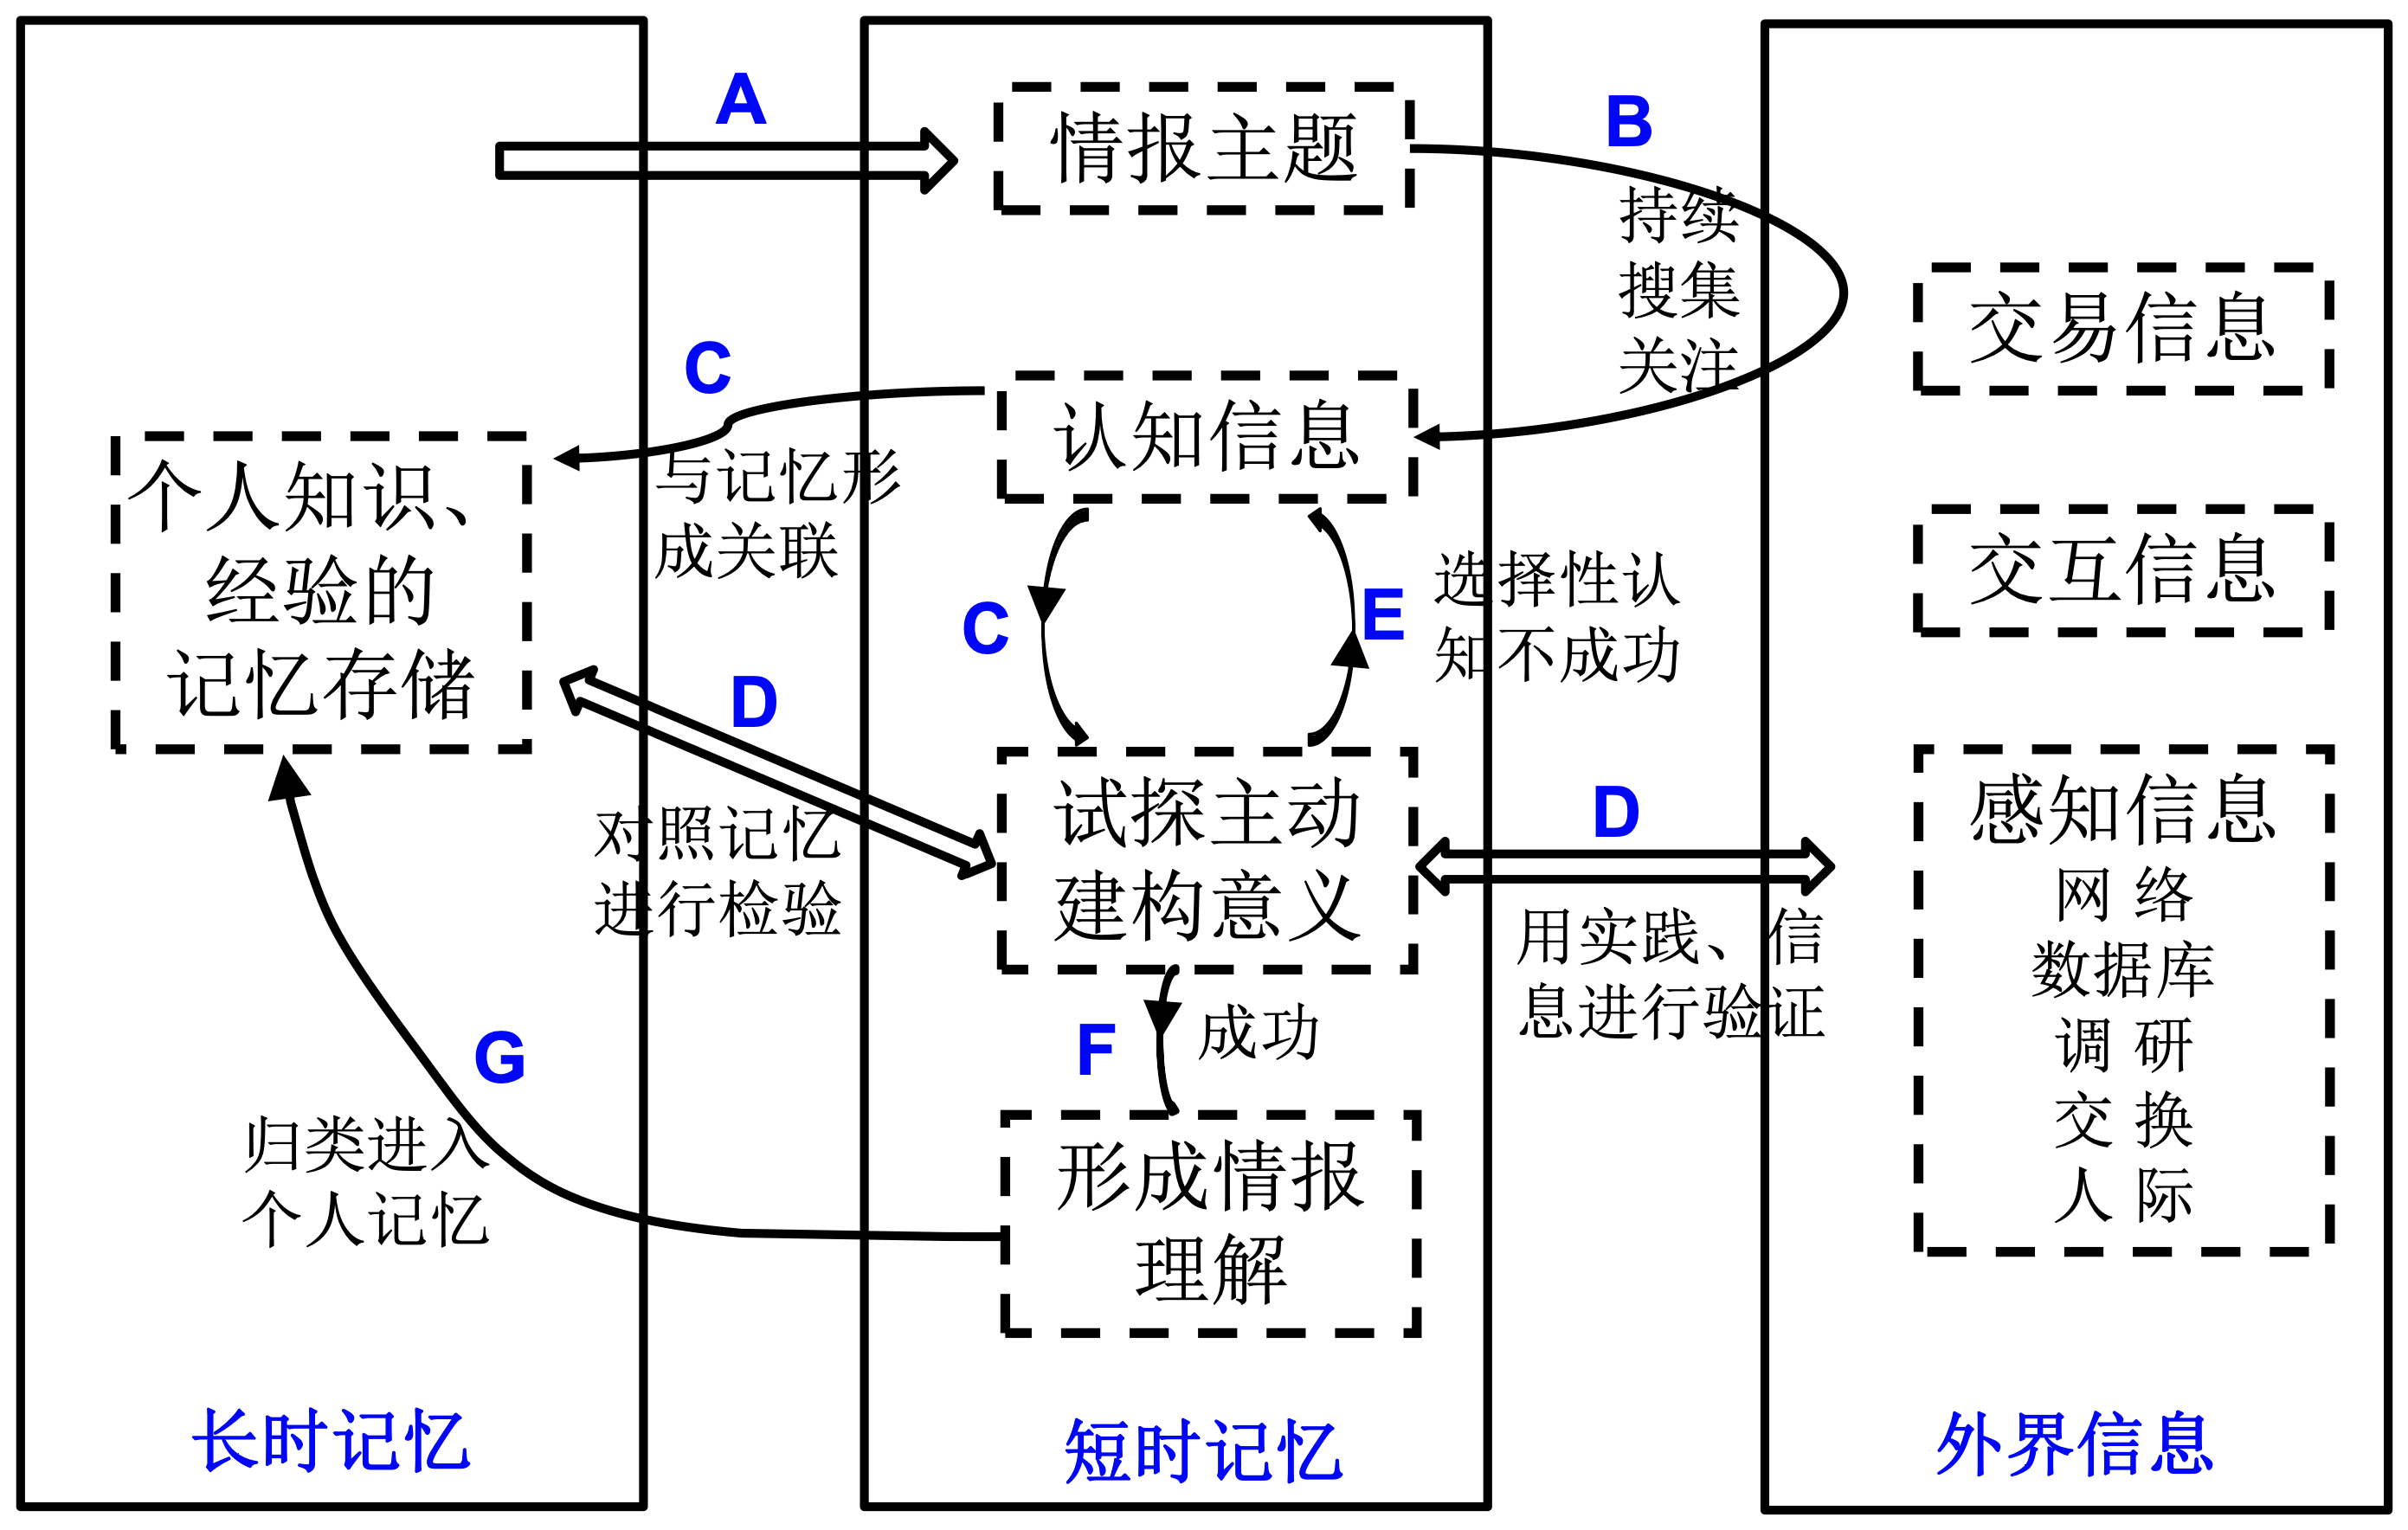 A
情报主题
B
持续
搜集
关注
交易信息
C
认知信息
个人知识、
经验的
记忆存储
与记忆形
成关联
交互信息
C
E
选择性认
知不成功
D
对照记忆
进行检验
试探主动
建构意义
D
用实践、信
息进行验证
感知信息
网 络
数据库
调 研
交 换
人 际
F
成功
G
归类进入
个人记忆
形成情报
理解
长时记忆
短时记忆
外界信息